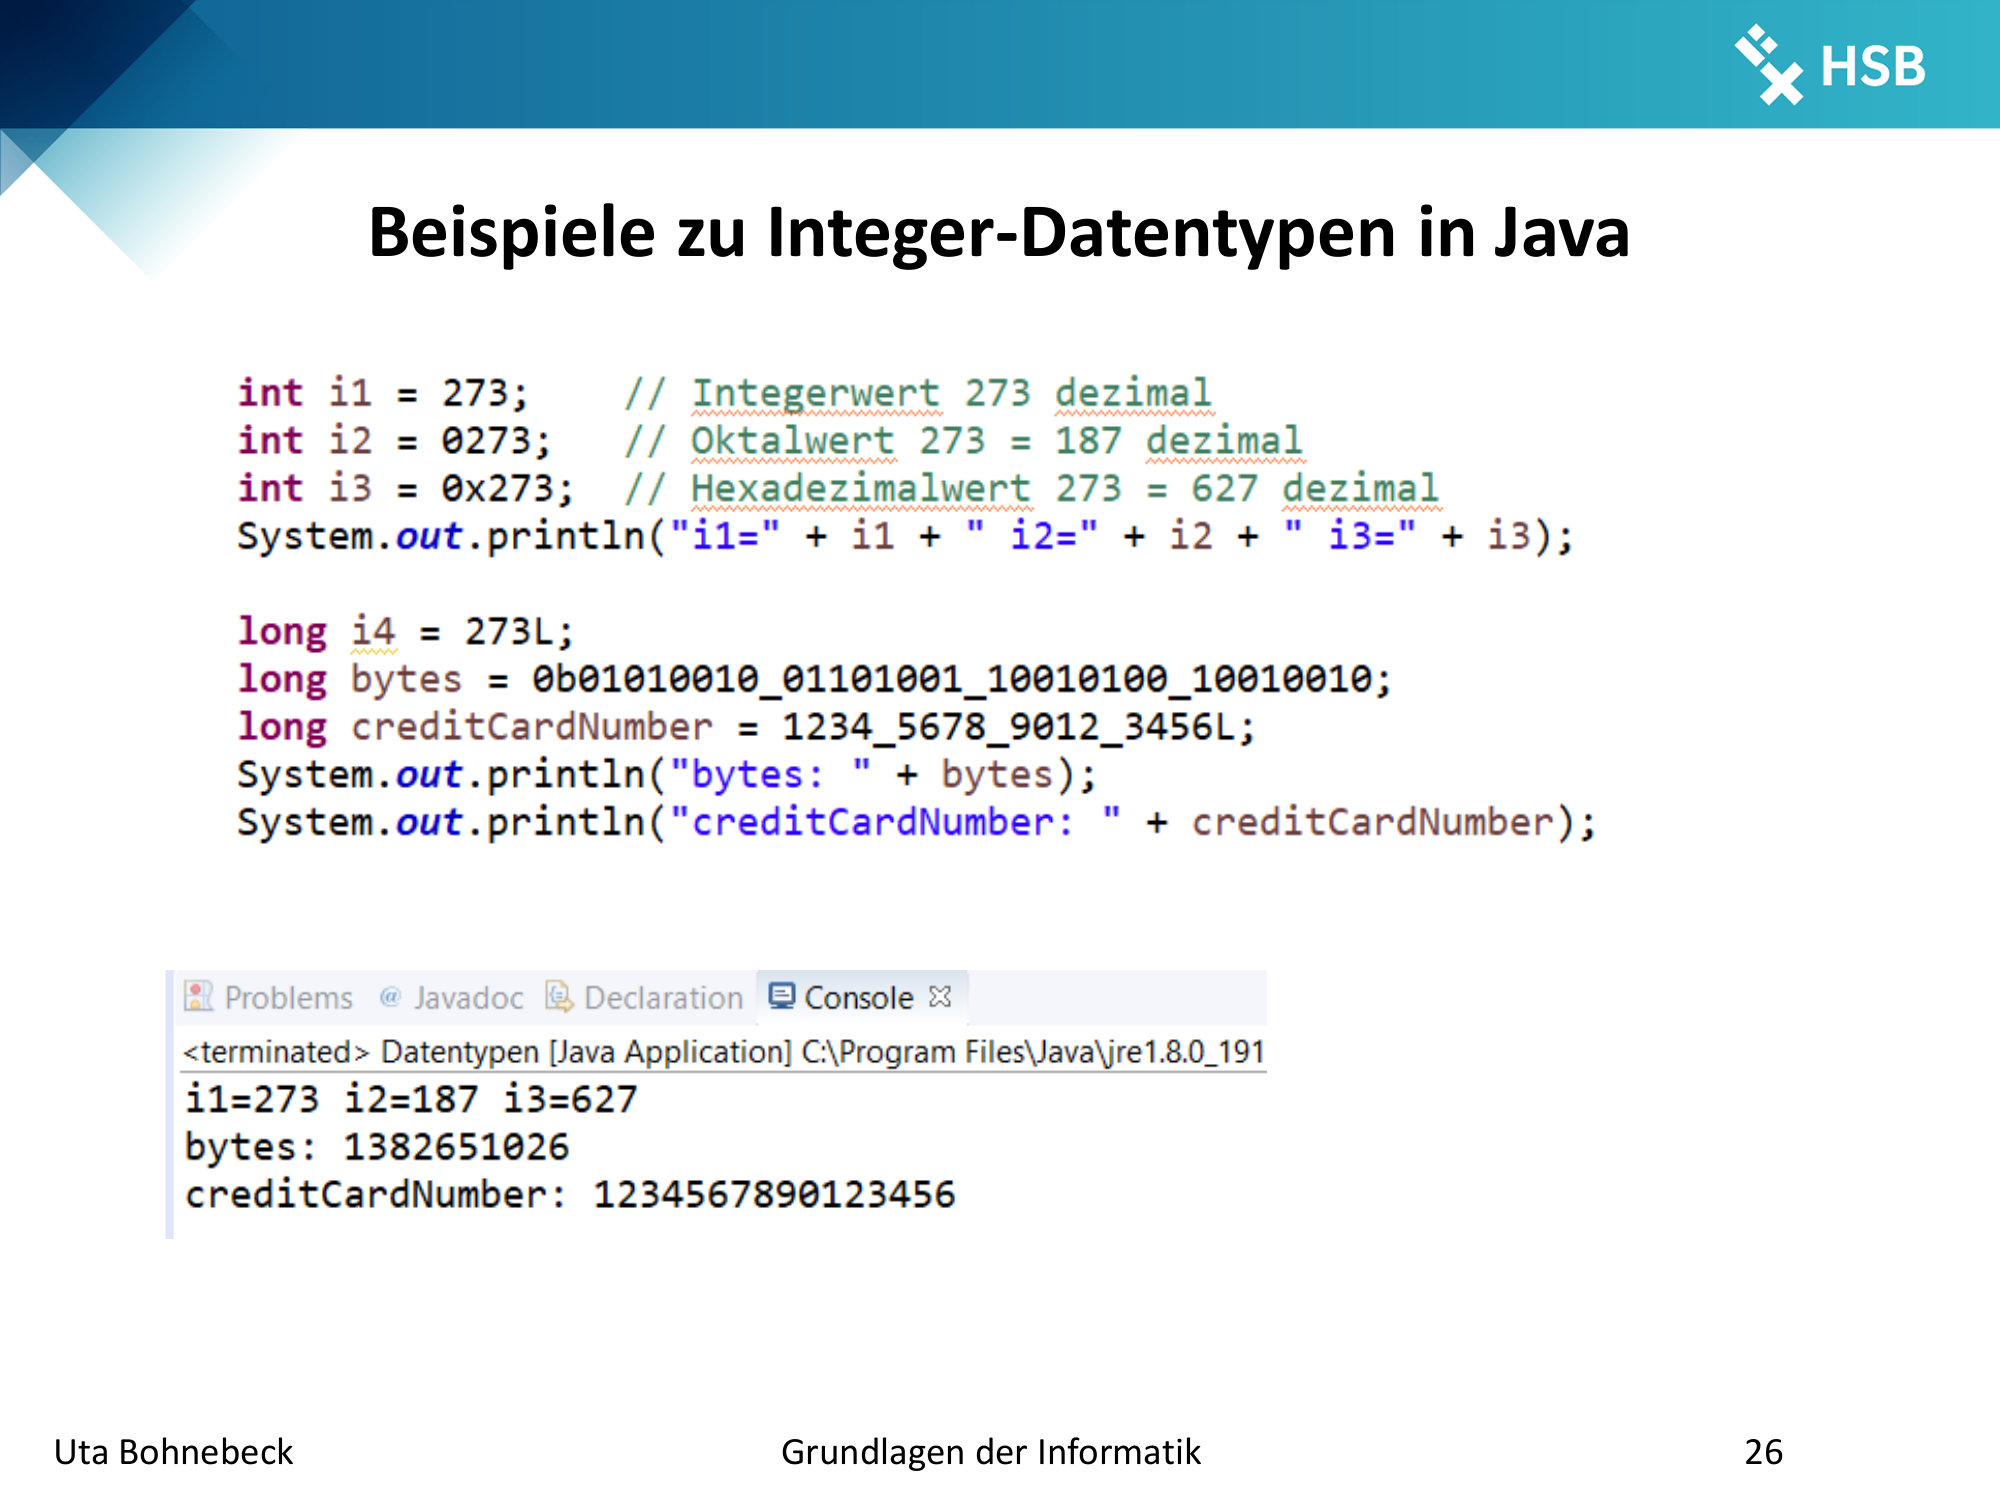 HSB
Beispiele zu Integer-Datentypen in Java
int i1 = 273;    // Integerwert 273 dezimal
int i2 = 0273;   // Oktalwert 273 = 187 dezimal
int i3 = 0x273;  // Hexadezimalwert 273 = 627 dezimal
System.out.println("i1=" + i1 + " i2=" + i2 + " i3=" + i3);
long i4 = 273L;
long bytes = 0b01010010_01101001_10010100_10010010;
long creditCardNumber = 1234_5678_9012_3456L;
System.out.println("bytes: " + bytes);
System.out.println("creditCardNumber: " + creditCardNumber);
Problems @ Javadoc Declaration Console
<terminated> Datentypen [Java Application] C:\Program Files\Java\jre1.8.0_191
i1=273 i2=187 i3=627
bytes: 1382651026
creditCardNumber: 1234567890123456
Uta Bohnebeck Grundlagen der Informatik 26